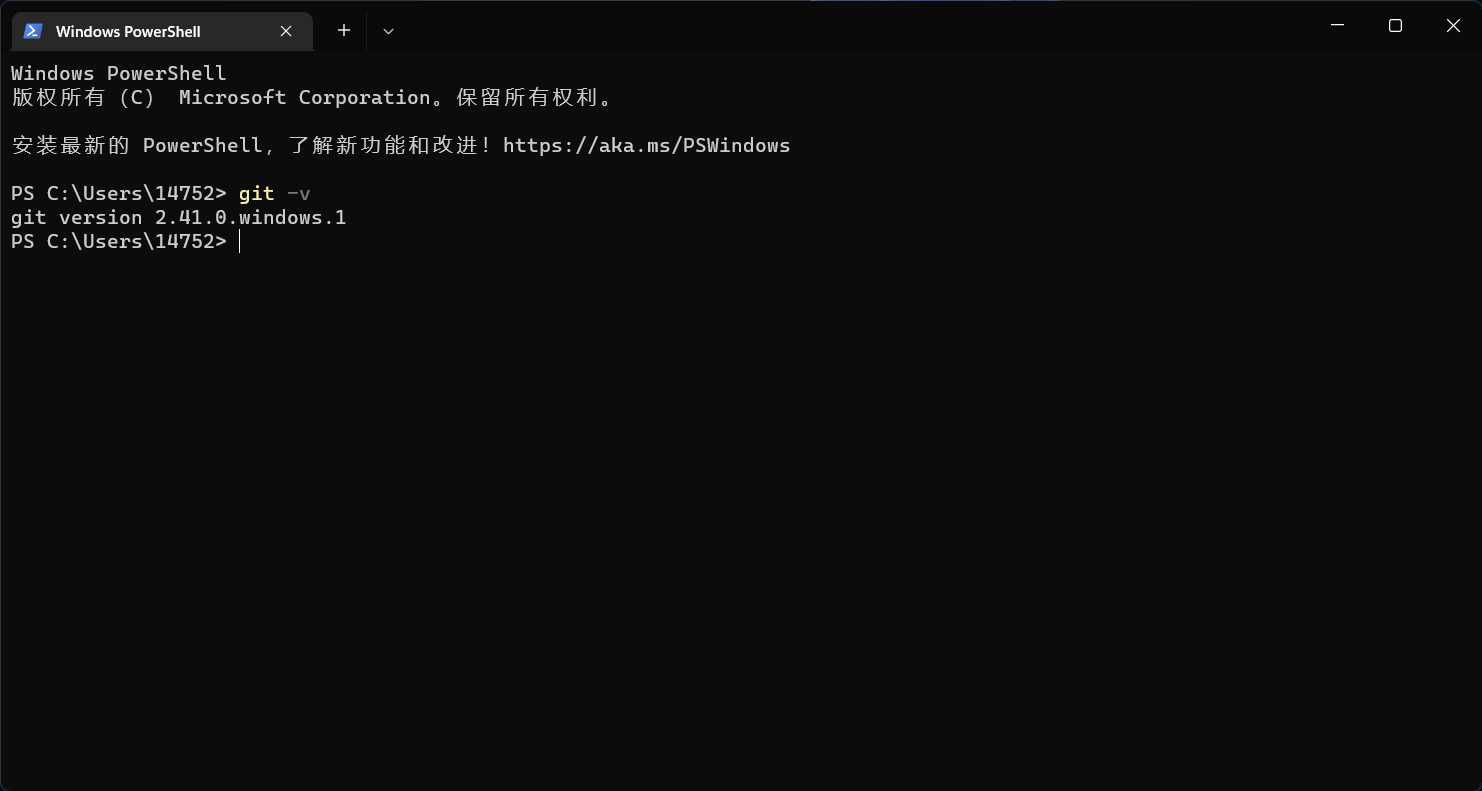 Windows PowerShell
Windows PowerShell
版权所有 (C) Microsoft Corporation。保留所有权利。
安装最新的 PowerShell，了解新功能和改进！https://aka.ms/PSWindows
PS C:\Users\14752> git -v
git version 2.41.0.windows.1
PS C:\Users\14752>